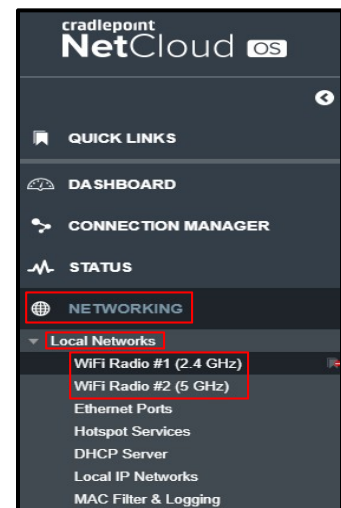 cradlepoint
NetCloud OS
QUICK LINKS
DASHBOARD
CONNECTION MANAGER
STATUS
NETWORKING
Local Networks
WiFi Radio #1 (2.4 GHz)
WiFi Radio #2 (5 GHz)
Ethernet Ports
Hotspot Services
DHCP Server
Local IP Networks
MAC Filter & Logging